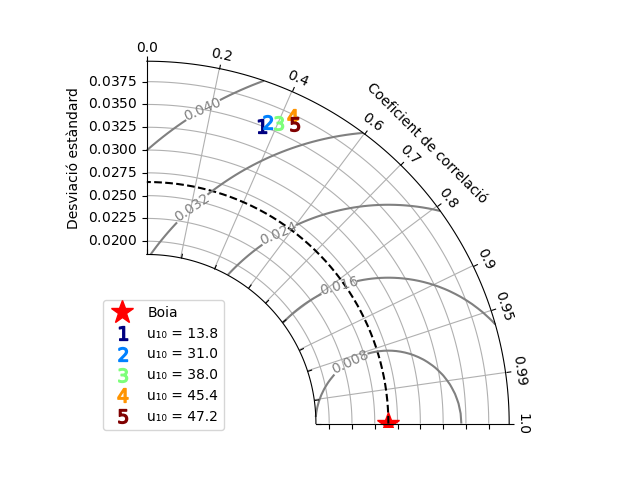 0.0
0.2
0.4
0.6
0.7
0.8
0.9
0.95
0.99
1.0
Coeficient de correlació
Desviació estàndard
0.0375
0.0350
0.0325
0.0300
0.0275
0.0250
0.0225
0.0200
0.040
0.032
0.024
0.016
0.008
1 2 3 4 5
Boia
1 u₁₀ = 13.8
2 u₁₀ = 31.0
3 u₁₀ = 38.0
4 u₁₀ = 45.4
5 u₁₀ = 47.2